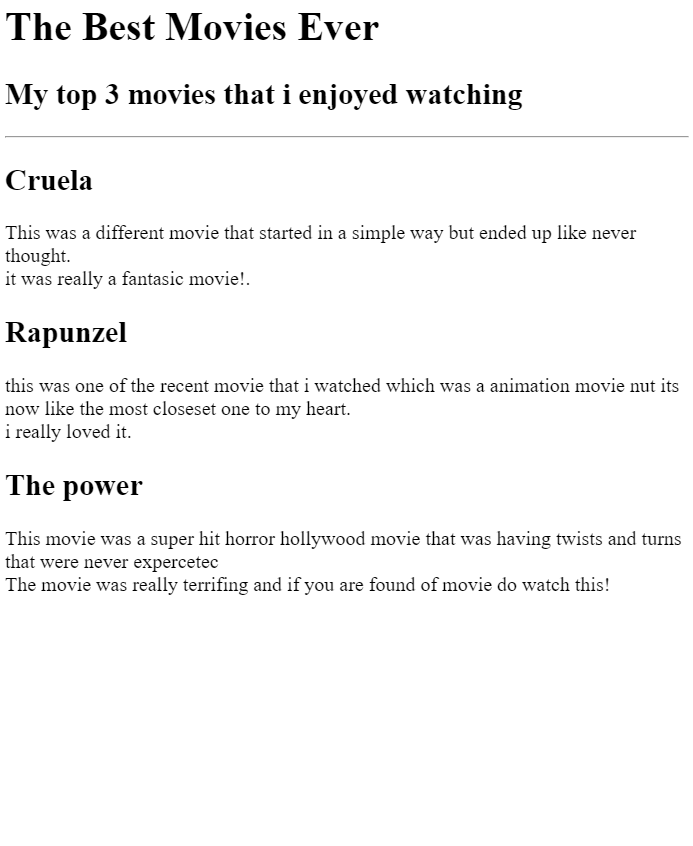 The Best Movies Ever
My top 3 movies that i enjoyed watching
Cruela
This was a different movie that started in a simple way but ended up like never
thought.
it was really a fantasic movie!.
Rapunzel
this was one of the recent movie that i watched which was a animation movie nut its
now like the most closeset one to my heart.
i really loved it.
The power
This movie was a super hit horror hollywood movie that was having twists and turns
that were never expercetec
The movie was really terrifing and if you are found of movie do watch this!